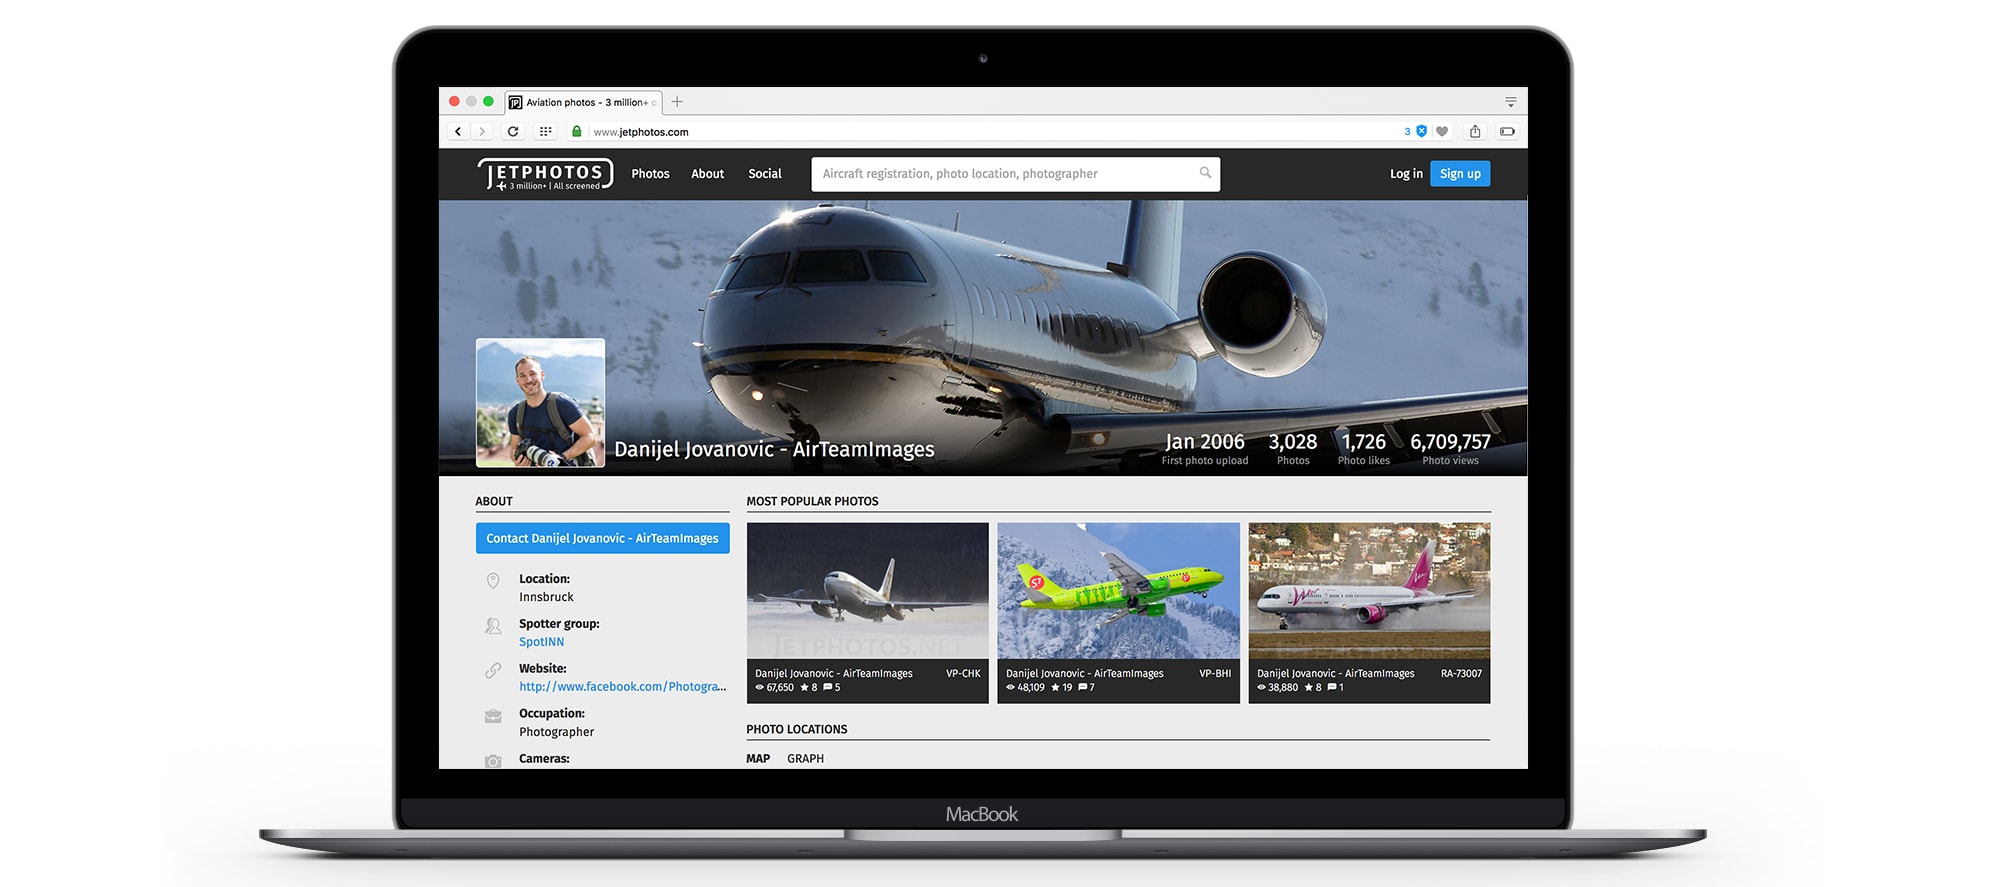 Aviation photos - 3 million+
www.jetphotos.com
3
JETPHOTOS
3 million+ | All screened
Photos
About
Social
Aircraft registration, photo location, photographer
Log in
Sign up
Danijel Jovanovic - AirTeamImages
Jan 2006
First photo upload
3,028
Photos
1,726
Photo likes
6,709,757
Photo views
ABOUT
Contact Danijel Jovanovic - AirTeamImages
Location:
Innsbruck
Spotter group:
SpotINN
Website:
http://www.facebook.com/Photogra...
Occupation:
Photographer
Cameras:
MOST POPULAR PHOTOS
JETPHOTOS.NET
Danijel Jovanovic - AirTeamImages VP-CHK
67,650 8 5
S7
S7
Danijel Jovanovic - AirTeamImages VP-BHI
48,109 19 7
Danijel Jovanovic - AirTeamImages RA-73007
38,880 8 1
PHOTO LOCATIONS
MAP GRAPH
MacBook